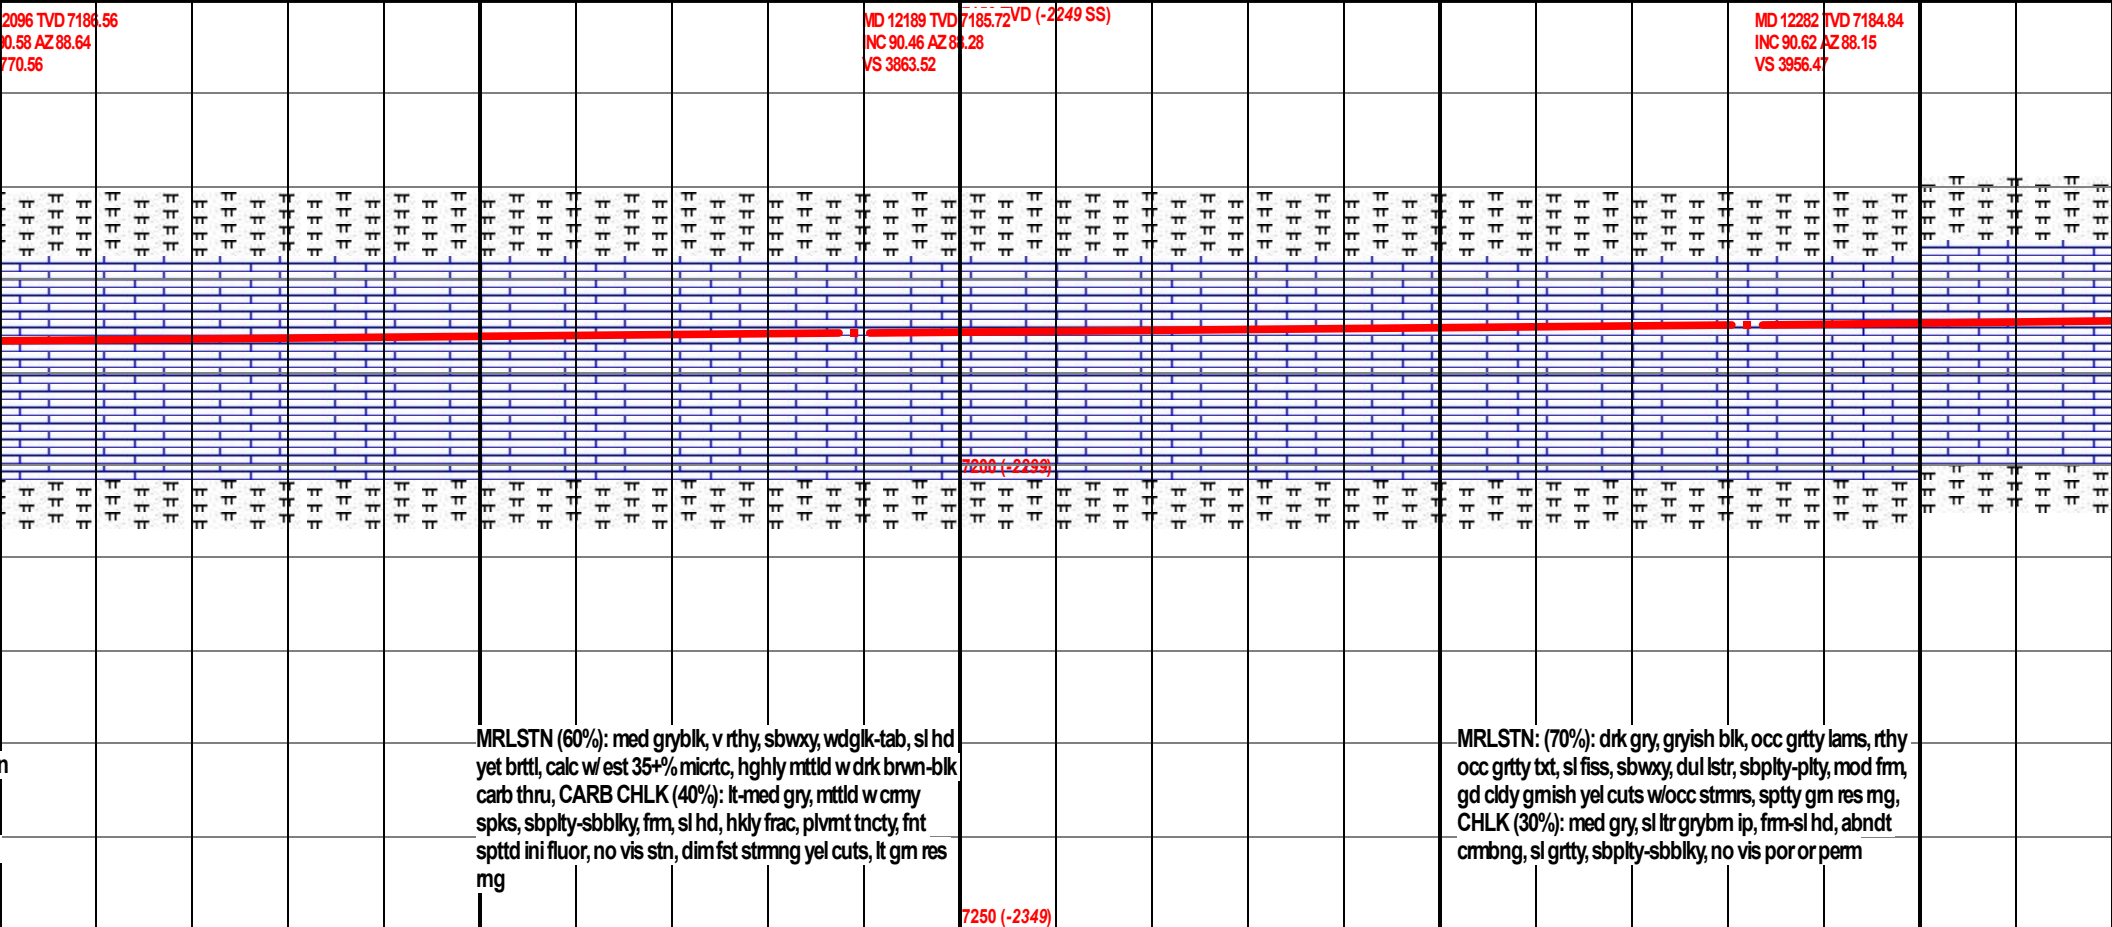 2096 TVD 7186.56
90.58 AZ 88.64
770.56
MD 12189 TVD 7185.72
INC 90.46 AZ 88.28
VS 3863.52
TVD (-2249 SS)
MD 12282 TVD 7184.84
INC 90.62 AZ 88.15
VS 3956.47
7200 (-2299)
n
MRLSTN (60%): med gryblk, v rthy, sbwxy, wdglk-tab, sl hd
yet brttl, calc w/ est 35+% micrtc, hghly mttld w drk brwn-blk
carb thru, CARB CHLK (40%): lt-med gry, mttld w crmy
spks, sbplty-sbblky, frm, sl hd, hkly frac, plvrnt tncty, fnt
spttd ini fluor, no vis stn, dim fst strmng yel cuts, lt grn res
rng
MRLSTN: (70%): drk gry, gryish blk, occ grtty lams, rthy
occ grtty txt, sl fiss, sbwxy, dul lstr, sbplty-plty, mod frm,
gd cldy grnish yel cuts w/occ strmrs, sptty grn res rng,
CHLK (30%): med gry, sl ltr grybrn ip, frm-sl hd, abndt
crmbng, sl grtty, sbplty-sbblky, no vis por or perm
7250 (-2349)